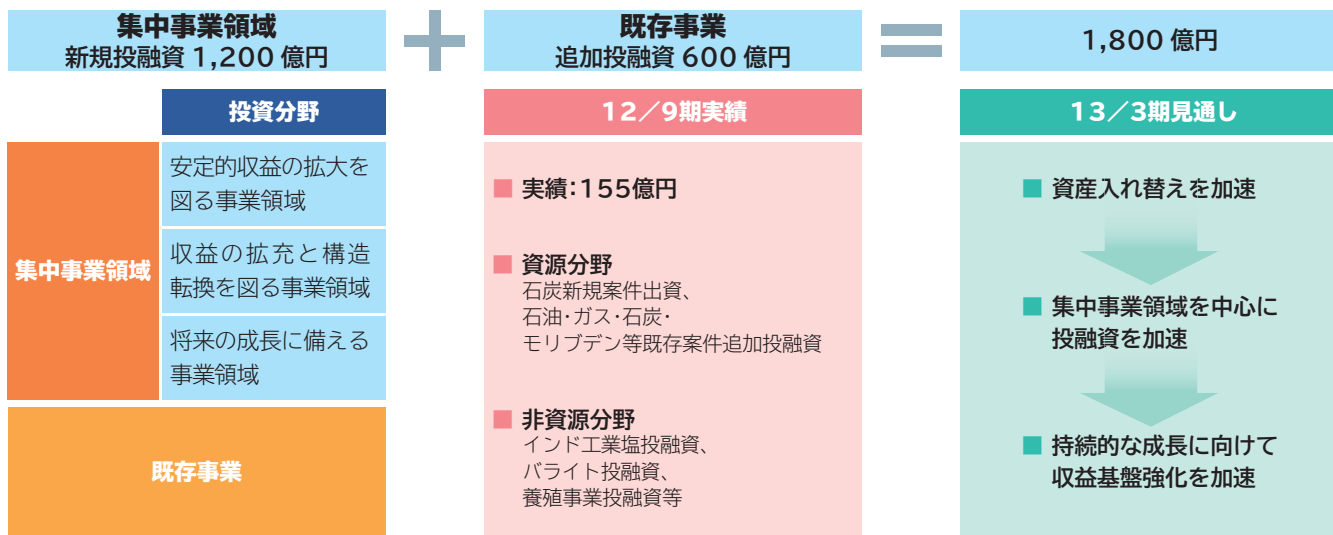 集中事業領域
新規投融資 1,200 億円
＋
既存事業
追加投融資 600 億円
＝
1,800 億円
投資分野
集中事業領域
安定的収益の拡大を
図る事業領域
収益の拡充と構造
転換を図る事業領域
将来の成長に備える
事業領域
既存事業
12／9期実績
■ 実績：155億円
■ 資源分野
石炭新規案件出資、
石油・ガス・石炭・
モリブデン等既存案件追加投融資
■ 非資源分野
インド工業塩投融資、
バライト投融資、
養殖事業投融資等
13／3期見通し
■ 資産入れ替えを加速
■ 集中事業領域を中心に
投融資を加速
■ 持続的な成長に向けて
収益基盤強化を加速